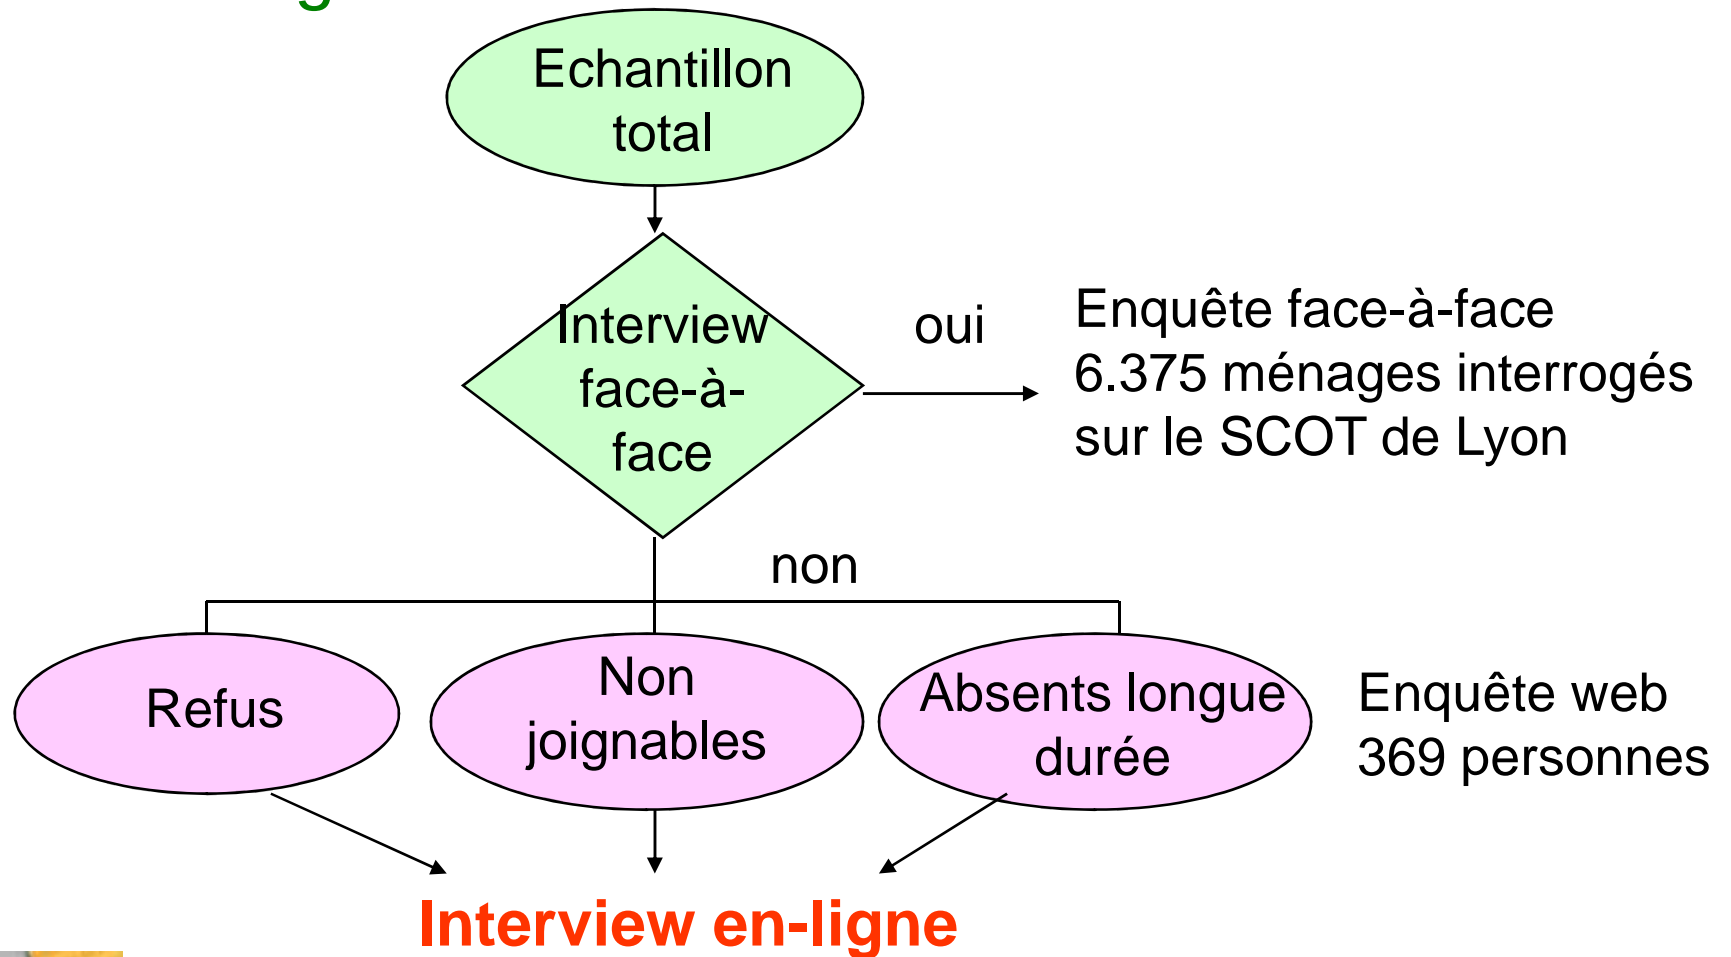 Echantillon
total
Interview
face-à-
face
oui
Enquête face-à-face
6.375 ménages interrogés
sur le SCOT de Lyon
non
Refus
Non
joignables
Absents longue
durée
Enquête web
369 personnes
Interview en-ligne